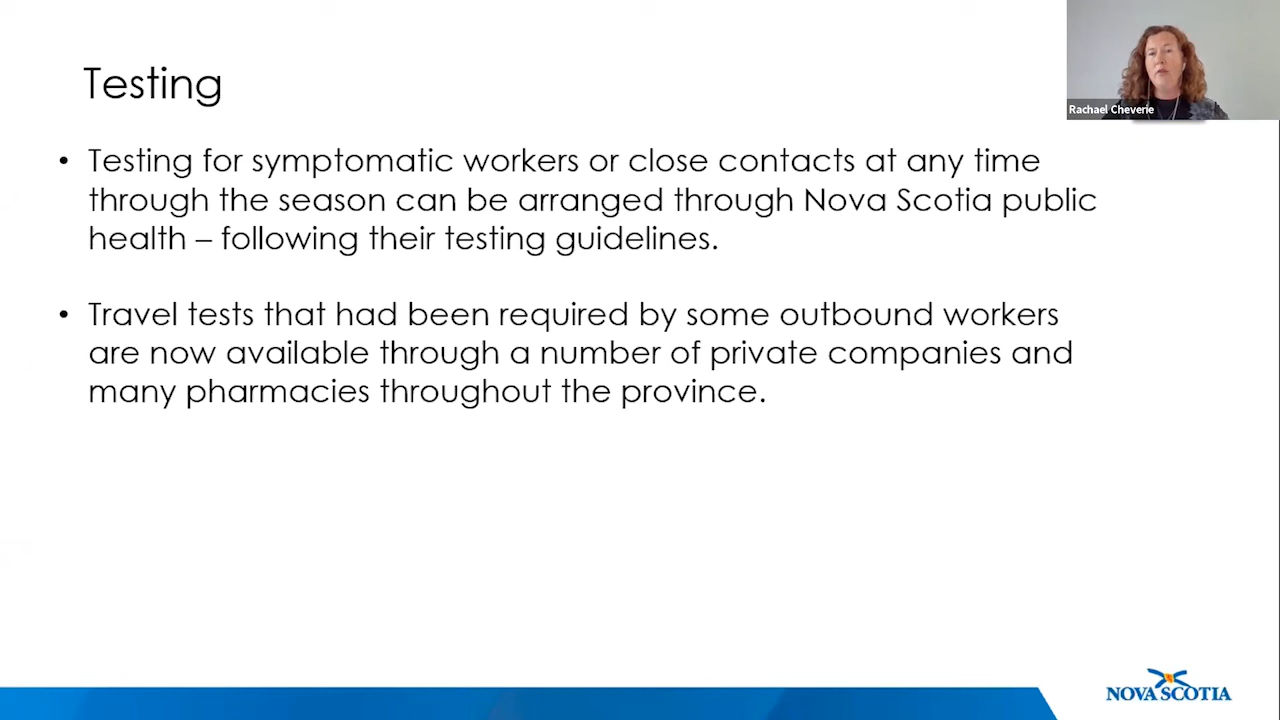 Testing
Rachael Cheverie
• Testing for symptomatic workers or close contacts at any time
through the season can be arranged through Nova Scotia public
health – following their testing guidelines.
• Travel tests that had been required by some outbound workers
are now available through a number of private companies and
many pharmacies throughout the province.
NOVA SCOTIA